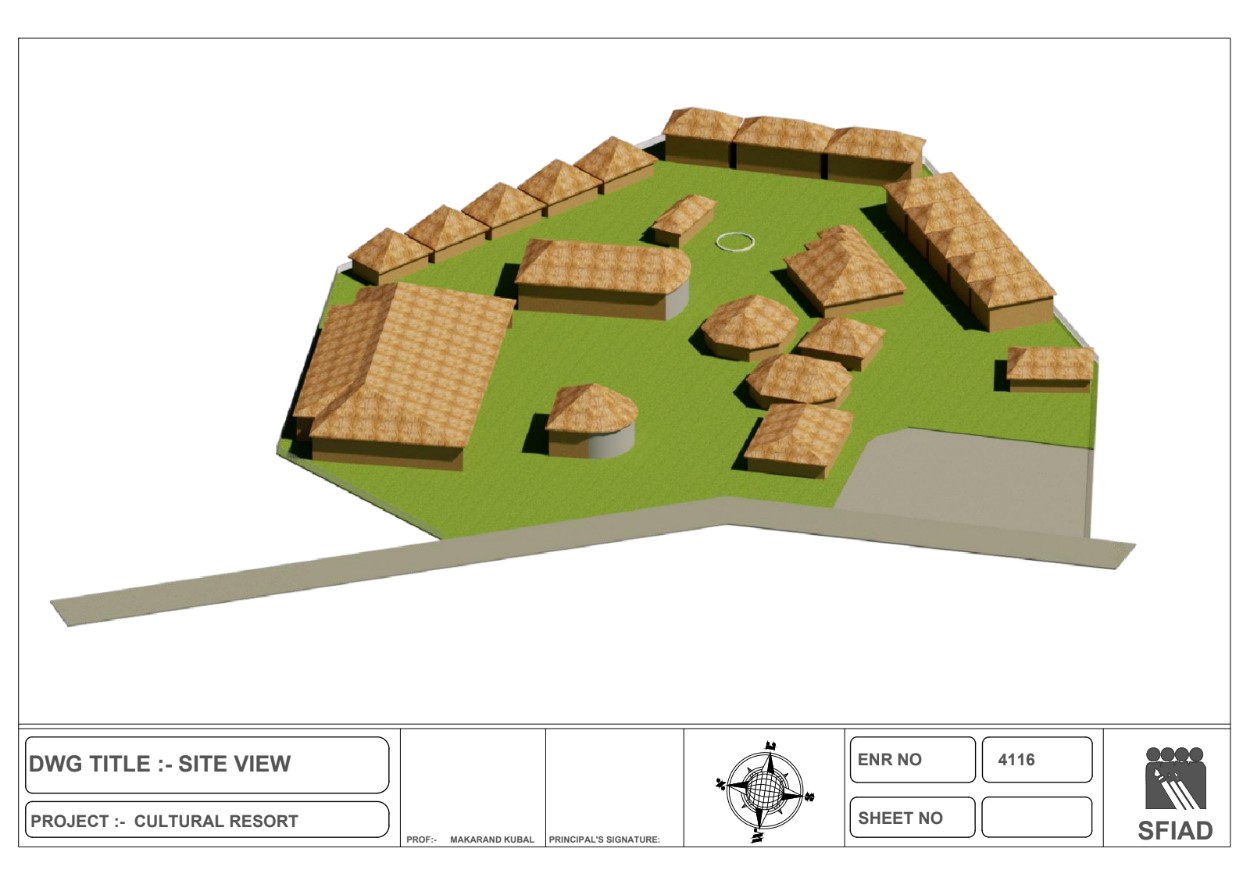 DWG TITLE :- SITE VIEW
PROJECT :- CULTURAL RESORT
PROF:- MAKARAND KUBAL
PRINCIPAL'S SIGNATURE:
E
N
S
W
ENR NO
4116
SHEET NO
SFIAD